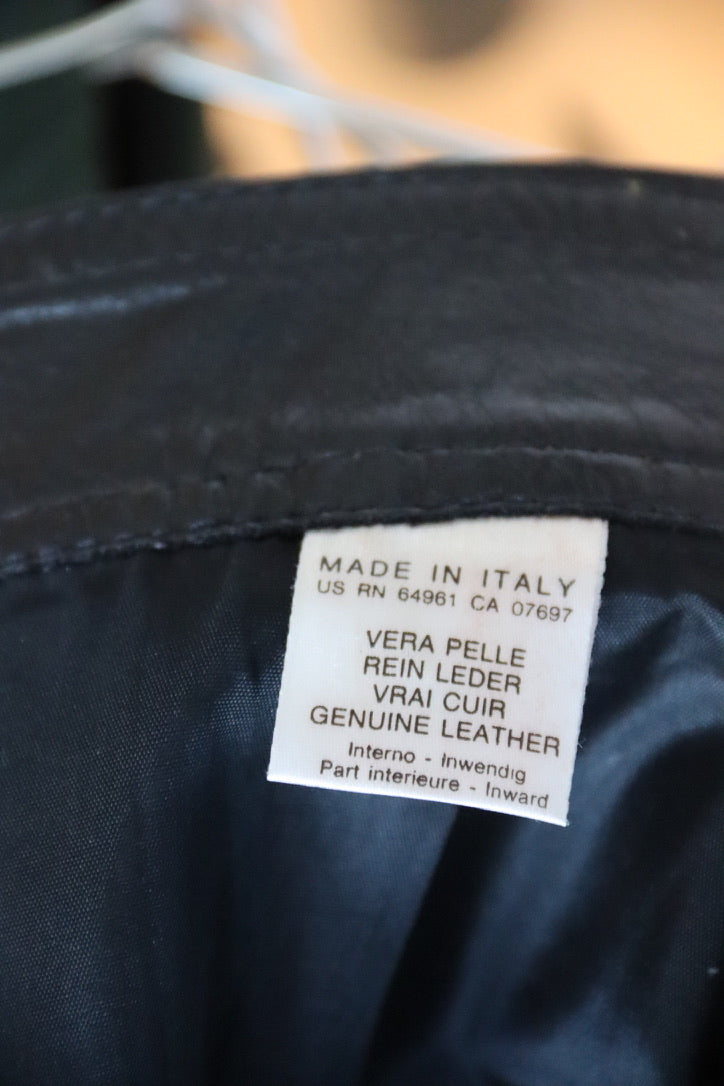 MADE IN ITALY
US RN 64961 CA 07697
VERA PELLE
REIN LEDER
VRAI CUIR
GENUINE LEATHER
Interno - Inwendig
Part interieure - Inward